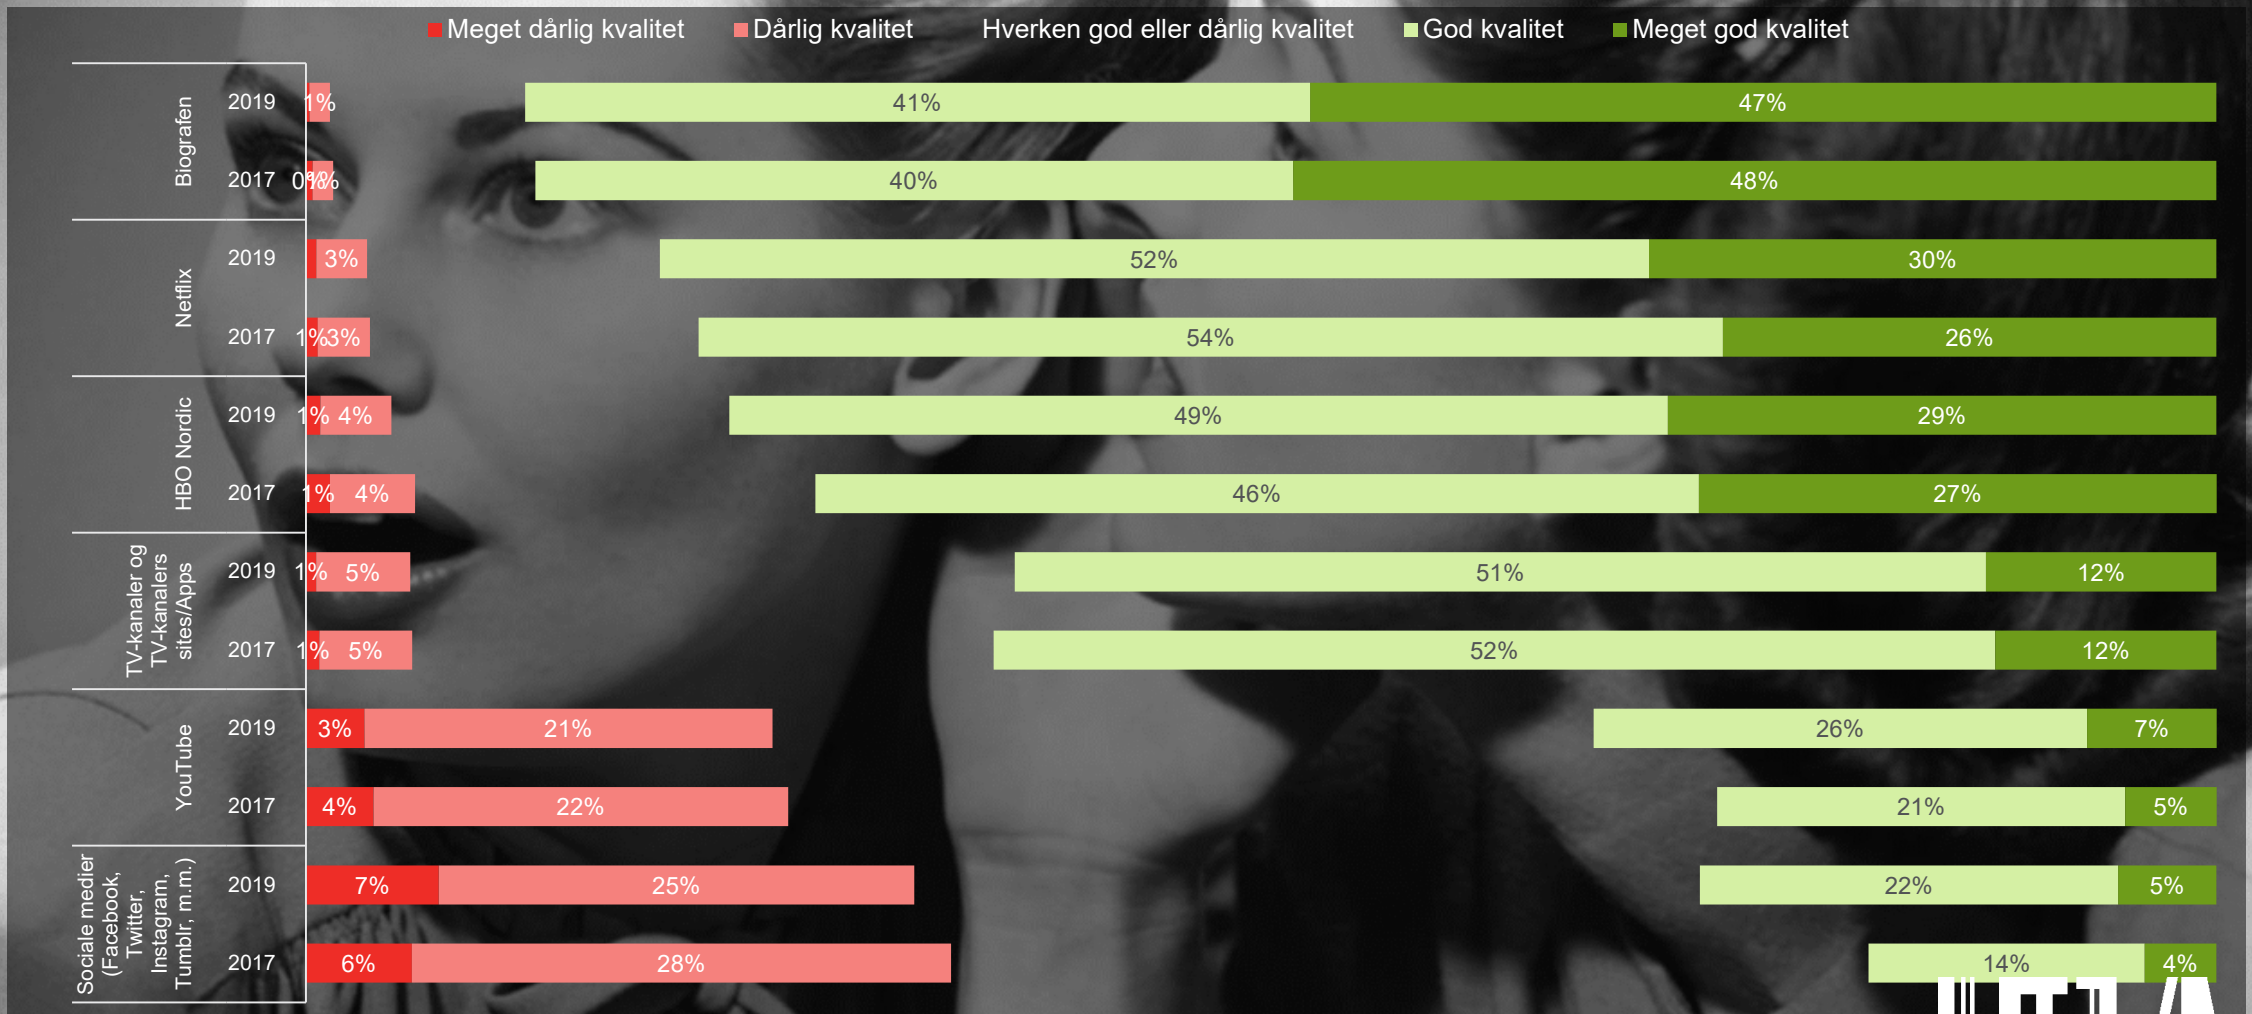 Meget dårlig kvalitet Dårlig kvalitet Hverken god eller dårlig kvalitet God kvalitet Meget god kvalitet
Biografen
2019 1% 41% 47%
2017 0% 1% 40% 48%
Netflix
2019 3% 52% 30%
2017 1% 3% 54% 26%
HBO Nordic
2019 1% 4% 49% 29%
2017 1% 4% 46% 27%
TV-kanaler og
TV-kanalers
sites/Apps
2019 1% 5% 51% 12%
2017 1% 5% 52% 12%
YouTube
2019 3% 21% 26% 7%
2017 4% 22% 21% 5%
Sociale medier
(Facebook,
Twitter,
Instagram,
Tumblr, m.m.)
2019 7% 25% 22% 5%
2017 6% 28% 14% 4%